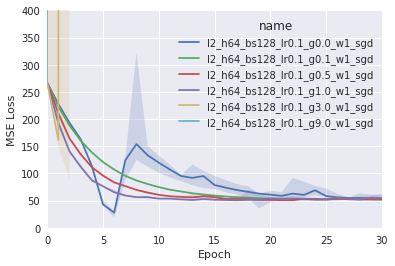 name
l2_h64_bs128_lr0.1_g0.0_w1_sgd
l2_h64_bs128_lr0.1_g0.1_w1_sgd
l2_h64_bs128_lr0.1_g0.5_w1_sgd
l2_h64_bs128_lr0.1_g1.0_w1_sgd
l2_h64_bs128_lr0.1_g3.0_w1_sgd
l2_h64_bs128_lr0.1_g9.0_w1_sgd
MSE Loss
400
350
300
250
200
150
100
50
0
0 5 10 15 20 25 30
Epoch